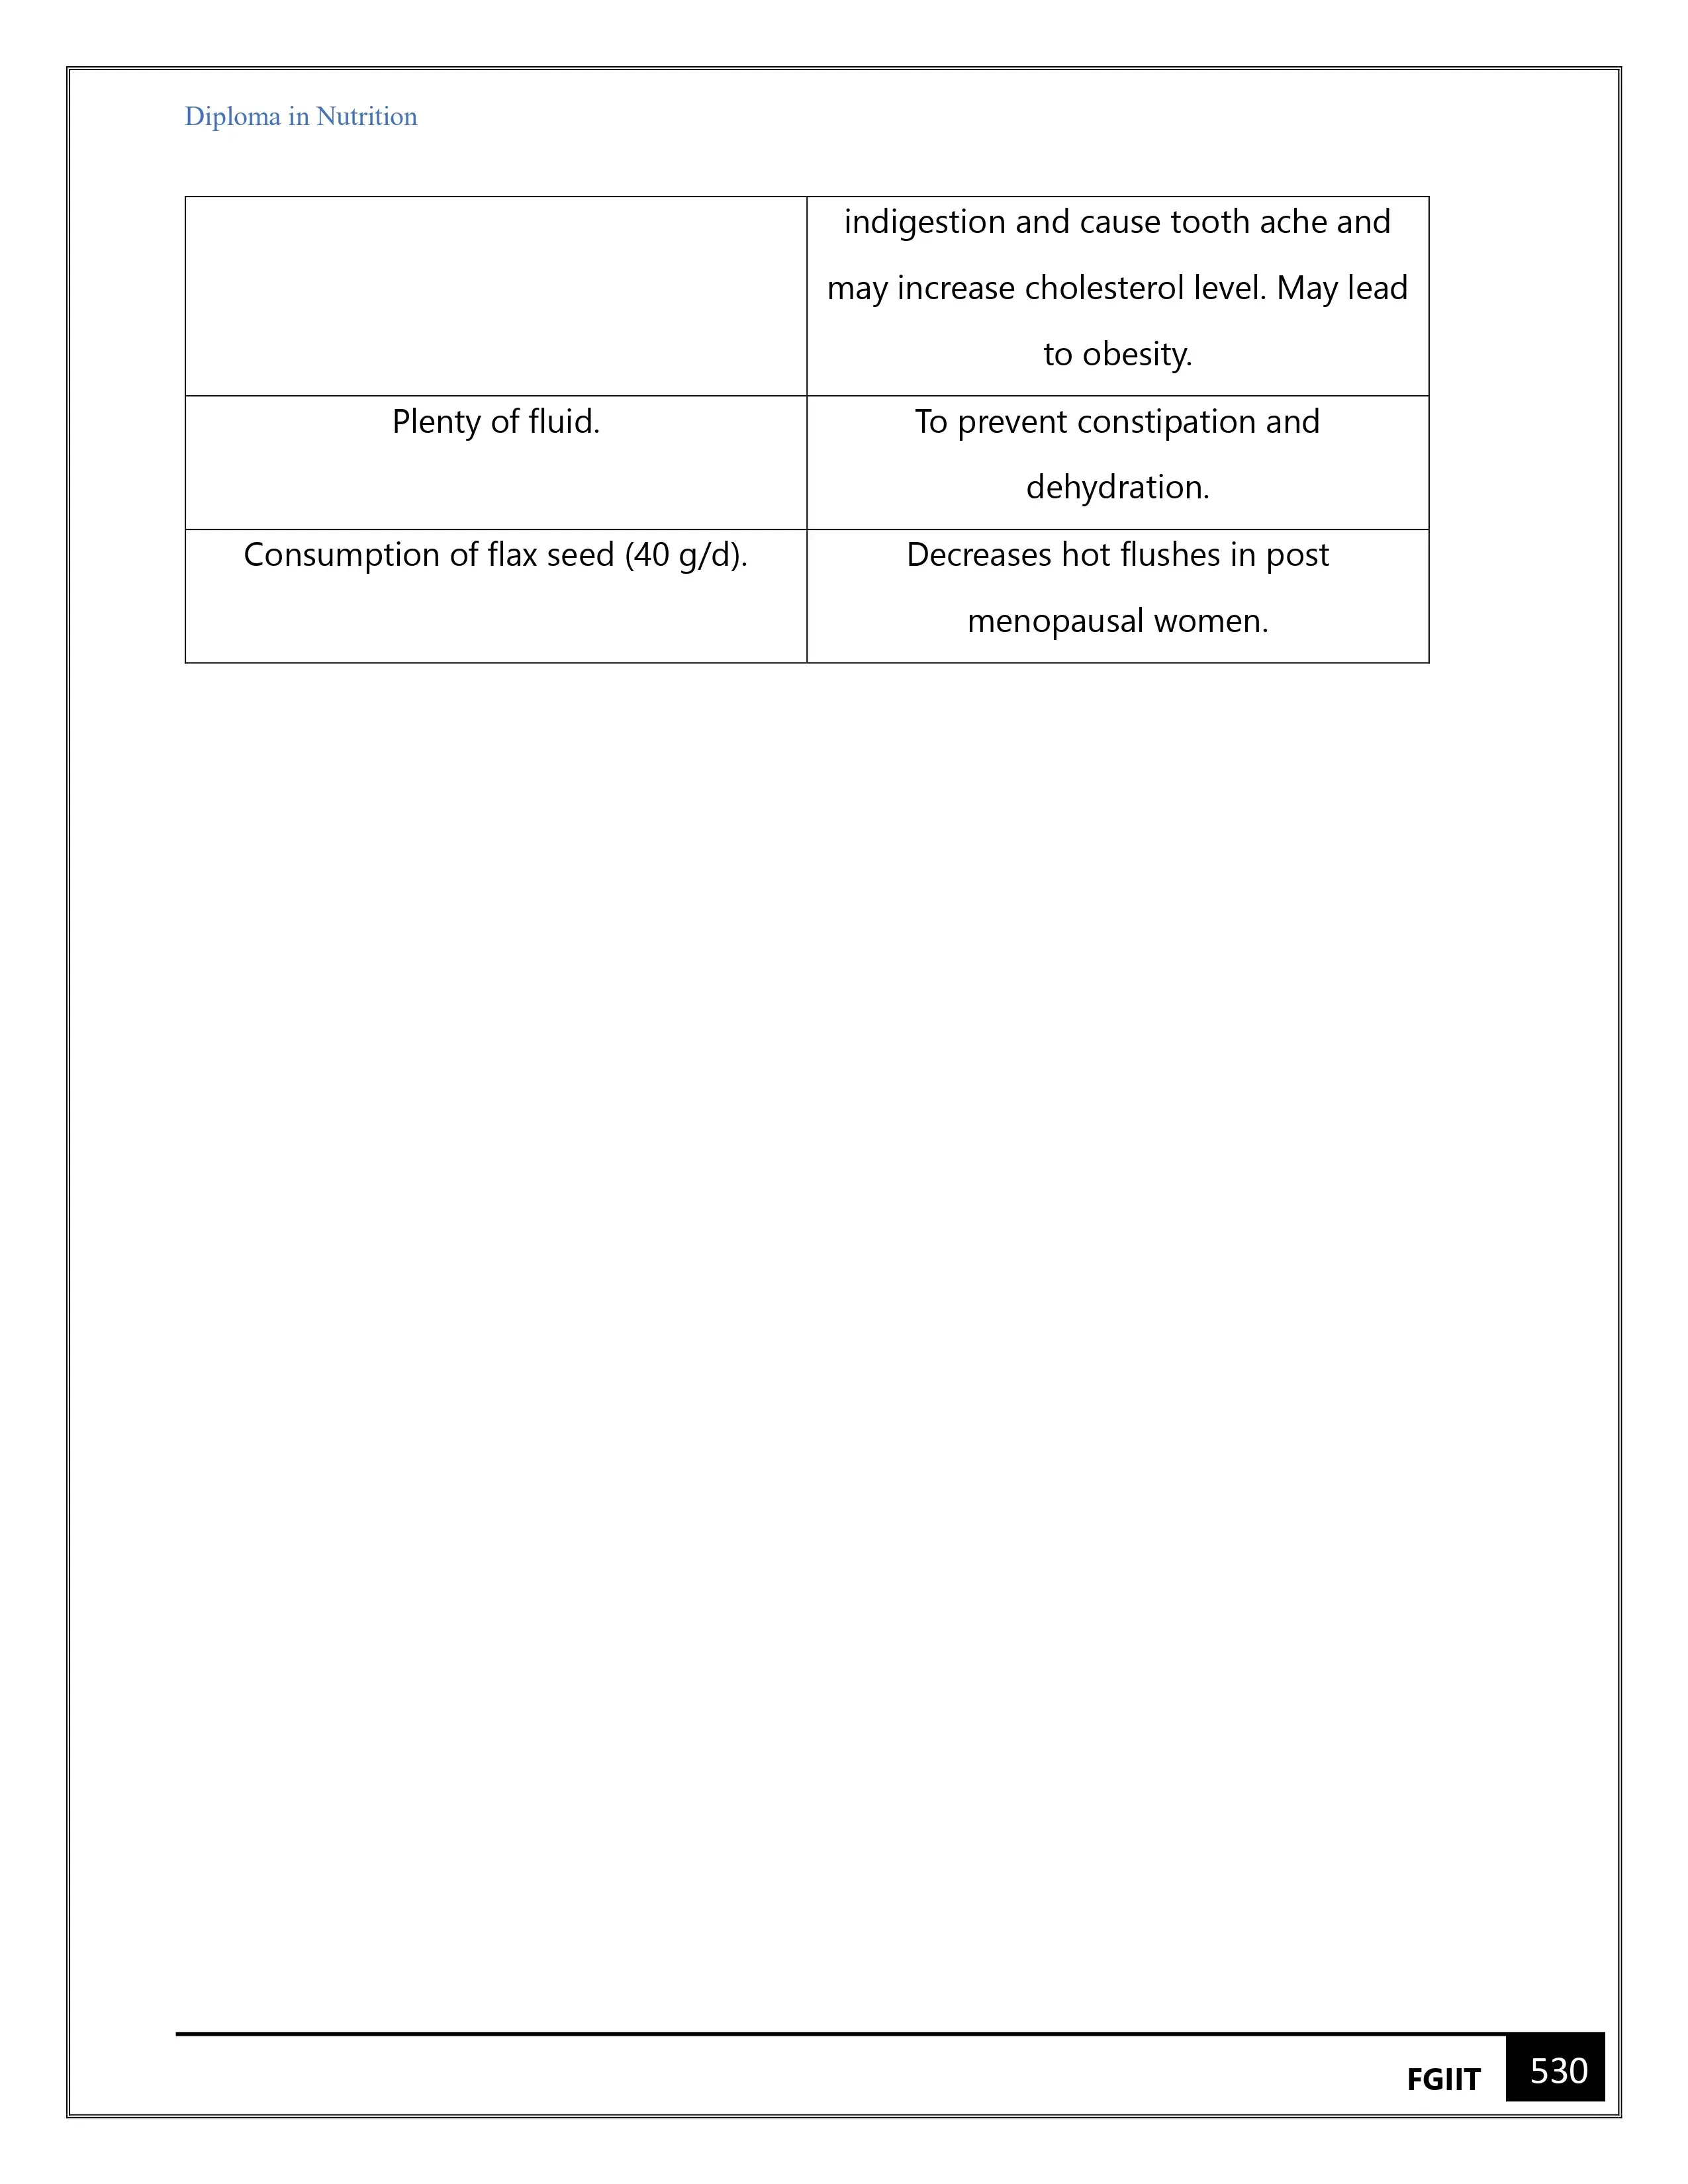 Diploma in Nutrition
indigestion and cause tooth ache and
may increase cholesterol level. May lead
to obesity.
Plenty of fluid.
To prevent constipation and
dehydration.
Consumption of flax seed (40 g/d).
Decreases hot flushes in post
menopausal women.
FGIIT
530